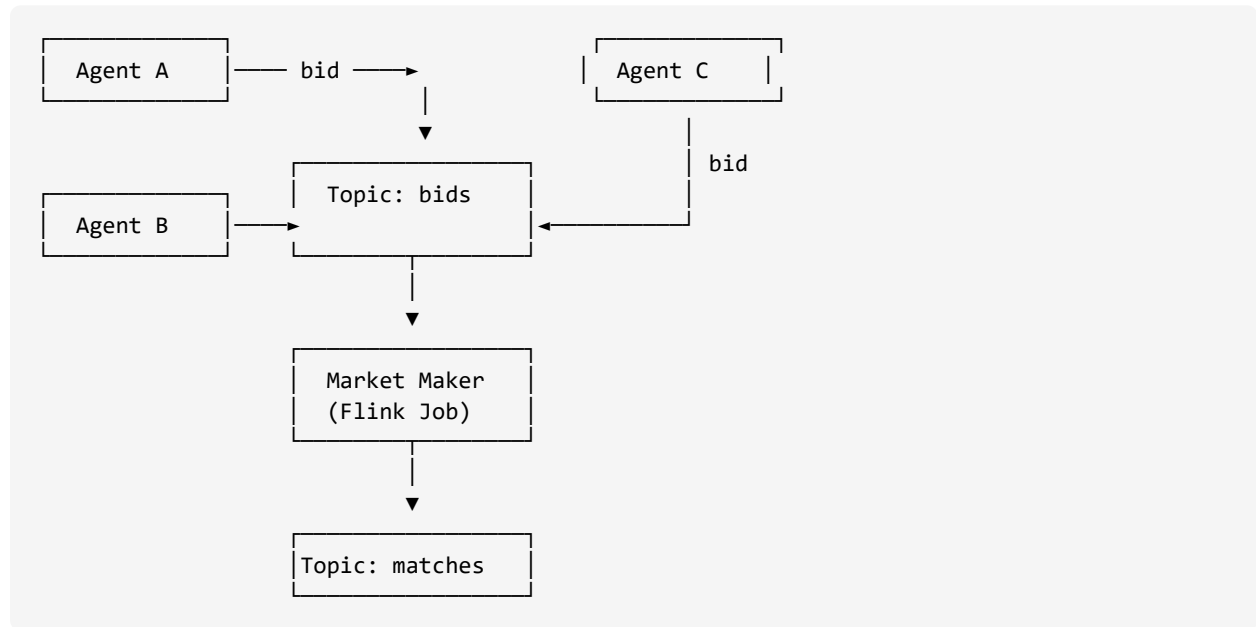 Agent A
bid
Agent C
bid
Topic: bids
Agent B
Market Maker
(Flink Job)
Topic: matches